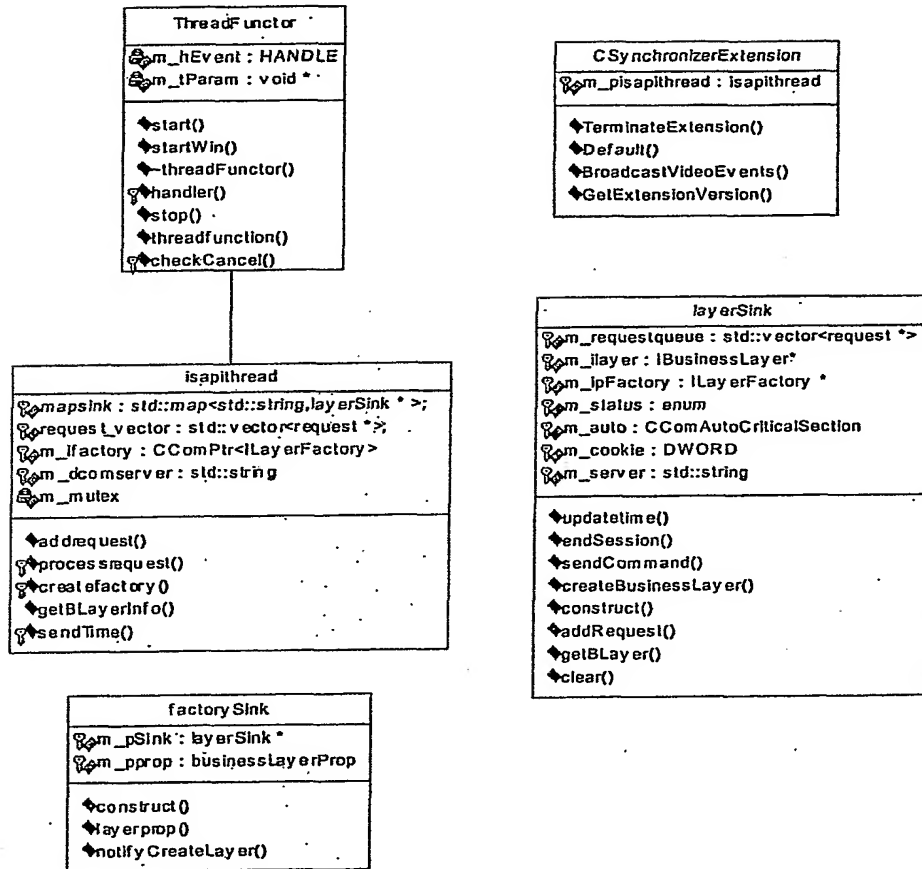 ThreadFunctor
m_hEvent : HANDLE
m_tParam : void *
start()
startWin()
~threadFunctor()
handler()
stop()
threadfunction()
checkCancel()
CSynchronizerExtension
m_pisapithread : isapithread
TerminateExtension()
Default()
BroadcastVideoEvents()
GetExtensionVersion()
isapithread
mapsink : std::map<std::string,layerSink * >;
request_vector : std::vector<request *>;
m_lfactory : CComPtr<ILayerFactory>
m_dcomserver : std::string
m_mutex
addrequest()
processrequest()
createfactory()
getBLayerInfo()
sendTime()
layerSink
m_requestqueue : std::vector<request *>
m_ilayer : IBusinessLayer*
m_ipFactory : ILayerFactory *
m_status : enum
m_auto : CComAutoCriticalSection
m_cookie : DWORD
m_server : std::string
updatetime()
endSession()
sendCommand()
createBusinessLayer()
construct()
addRequest()
getBLayer()
clear()
factorySink
m_pSink : layerSink *
m_pprop : businessLayerProp
construct()
layerprop()
notifyCreateLayer()